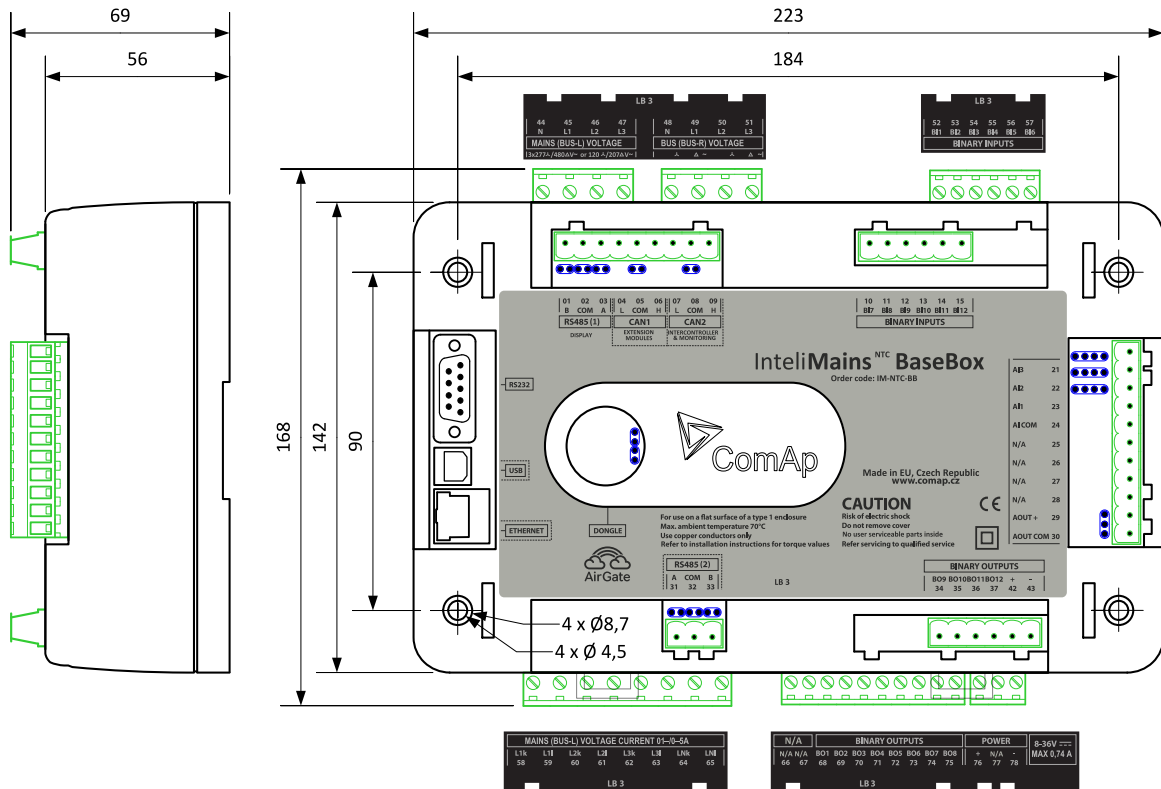 69
223
56
184
LB 3
44 45 46 47 48 49 50 51
N L1 L2 L3 N L1 L2 L3
MAINS (BUS-L) VOLTAGE BUS (BUS-R) VOLTAGE
LB 3
52 53 54 55 56 57
BI1 BI2 BI3 BI4 BI5 BI6
BINARY INPUTS
168
142
90
01 02 03 04 05 06 07 08 09
B COM A L COM H L COM H
RS485 (1) CAN1 CAN2
DISPLAY
EXTENSION
MODULES
INTERCONTROLLER
& MONITORING
10 11 12 13 14 15
BI7 BI8 BI9 BI10 BI11 BI12
BINARY INPUTS
InteliMains NTC BaseBox
Order code: IM-NTC-BB
RS232
USB
ETHERNET
DONGLE
ComAp
AI3 21
AI2 22
AI1 23
AI COM 24
N/A 25
N/A 26
N/A 27
N/A 28
AOUT + 29
AOUT COM 30
Made in EU, Czech Republic
www.comap.cz
CAUTION
Risk of electric shock
Do not remove cover
No user serviceable parts inside
Refer servicing to qualified service
CE
For use on a flat surface of a type 1 enclosure
Max. ambient temperature 70°C
Use copper conductors only
Refer to installation instructions for torque values
AirGate
RS485 (2)
A COM B
31 32 33
LB 3
BINARY OUTPUTS
BO9 BO10 BO11 BO12 + -
34 35 36 37 42 43
4 x Ø8,7
4 x Ø 4,5
MAINS (BUS-L) VOLTAGE CURRENT 01–/0–5A
L1k L1l L2k L2l L3k L3l LNk LNl
58 59 60 61 62 63 64 65
LB 3
N/A BINARY OUTPUTS POWER
8-36V
MAX 0,74 A
N/A N/A BO1 BO2 BO3 BO4 BO5 BO6 BO7 BO8 + N/A -
66 67 68 69 70 71 72 73 74 75 76 77 78
LB 3